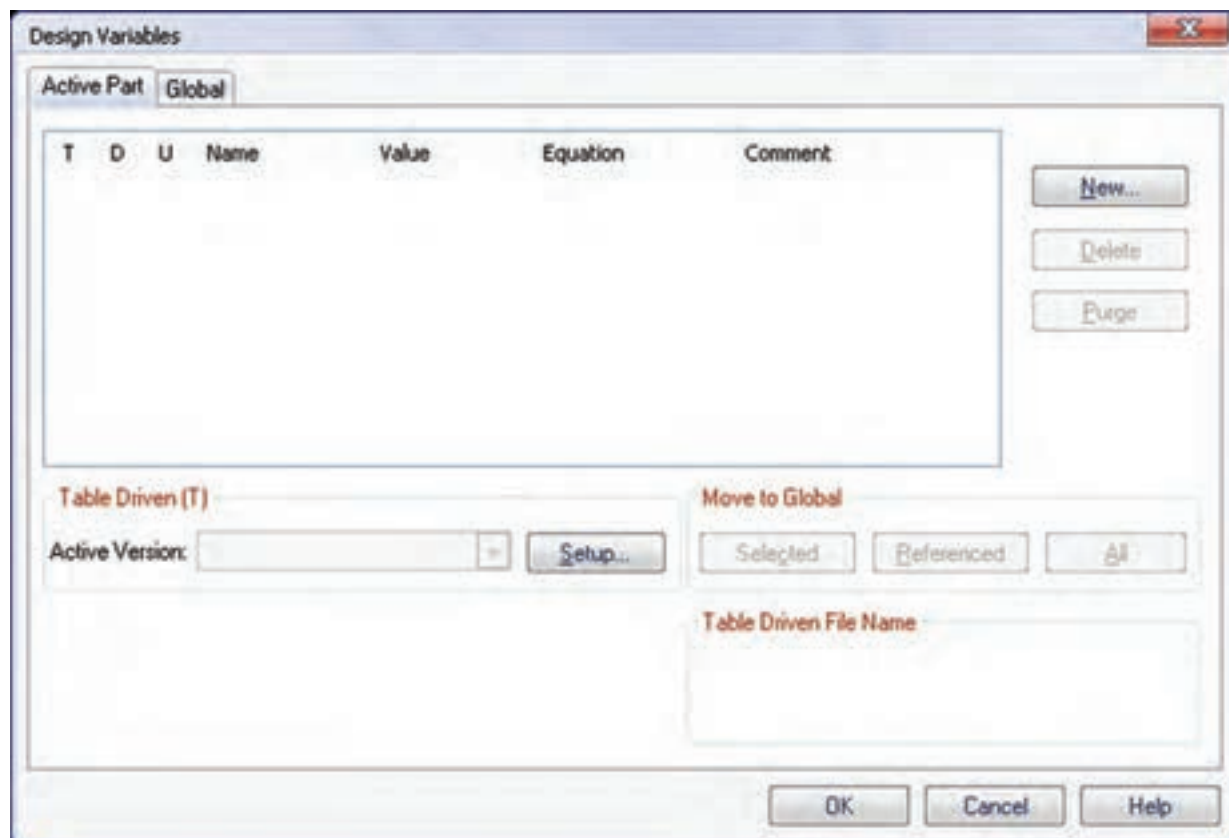 Design Variables
Active Part Global
T D U Name Value Equation Comment
New...
Delete
Purge
Table Driven (T)
Active Version:
Setup...
Move to Global
Selected Referenced All
Table Driven File Name
OK Cancel Help